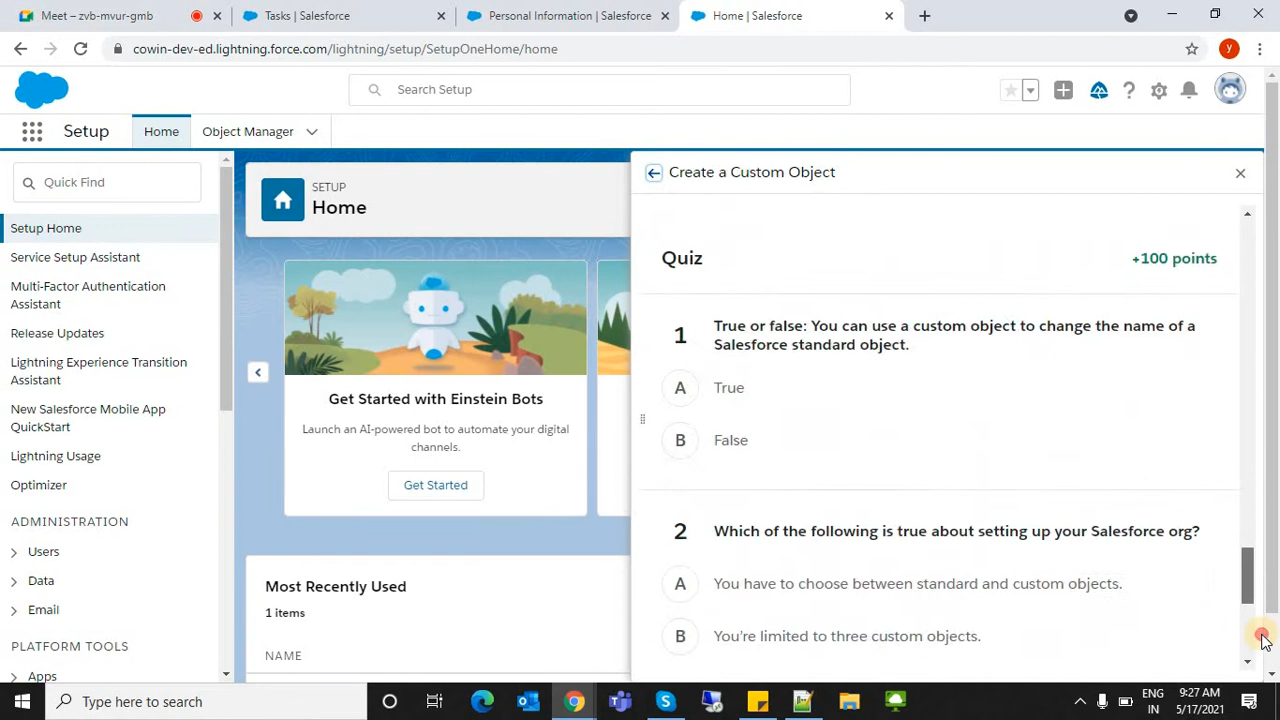 Meet – zvb-mvur-gmb
Tasks | Salesforce
Personal Information | Salesforce
Home | Salesforce
cowin-dev-ed.lightning.force.com/lightning/setup/SetupOneHome/home
y
Search Setup
Setup
Home
Object Manager
Quick Find
Setup Home
Service Setup Assistant
Multi-Factor Authentication
Assistant
Release Updates
Lightning Experience Transition
Assistant
New Salesforce Mobile App
QuickStart
Lightning Usage
Optimizer
ADMINISTRATION
Users
Data
Email
PLATFORM TOOLS
Apps
SETUP
Home
Get Started with Einstein Bots
Launch an AI-powered bot to automate your digital
channels.
Get Started
Most Recently Used
1 items
NAME
Create a Custom Object
Quiz
+100 points
1
True or false: You can use a custom object to change the name of a
Salesforce standard object.
A True
B False
2
Which of the following is true about setting up your Salesforce org?
A You have to choose between standard and custom objects.
B You're limited to three custom objects.
Type here to search
ENG
IN
9:27 AM
5/17/2021